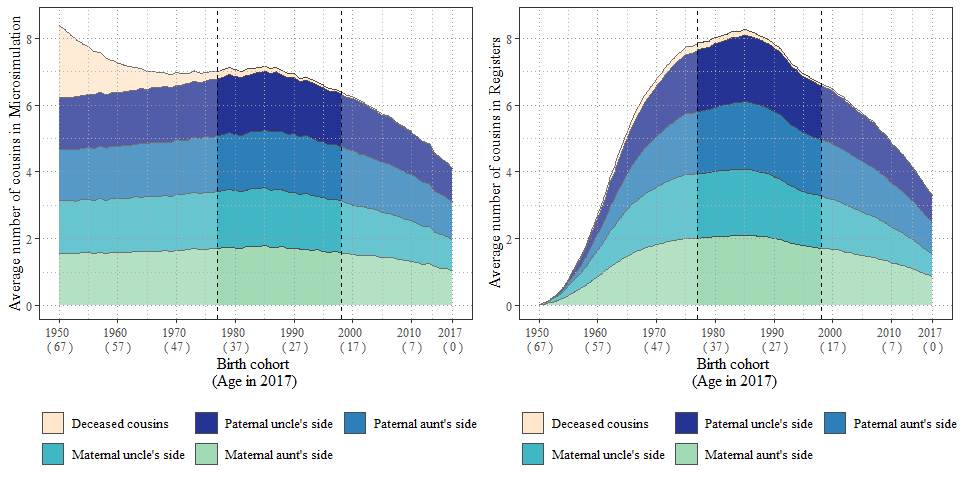 Average number of cousins in Microsimulation
8
6
4
2
0
1950 1960 1970 1980 1990 2000 2010 2017
( 67) ( 57) ( 47) ( 37) ( 27) ( 17) ( 7) ( 0)
Birth cohort
(Age in 2017)
Deceased cousins Paternal uncle's side Paternal aunt's side
Maternal uncle's side Maternal aunt's side
Average number of cousins in Registers
8
6
4
2
0
1950 1960 1970 1980 1990 2000 2010 2017
( 67) ( 57) ( 47) ( 37) ( 27) ( 17) ( 7) ( 0)
Birth cohort
(Age in 2017)
Deceased cousins Paternal uncle's side Paternal aunt's side
Maternal uncle's side Maternal aunt's side